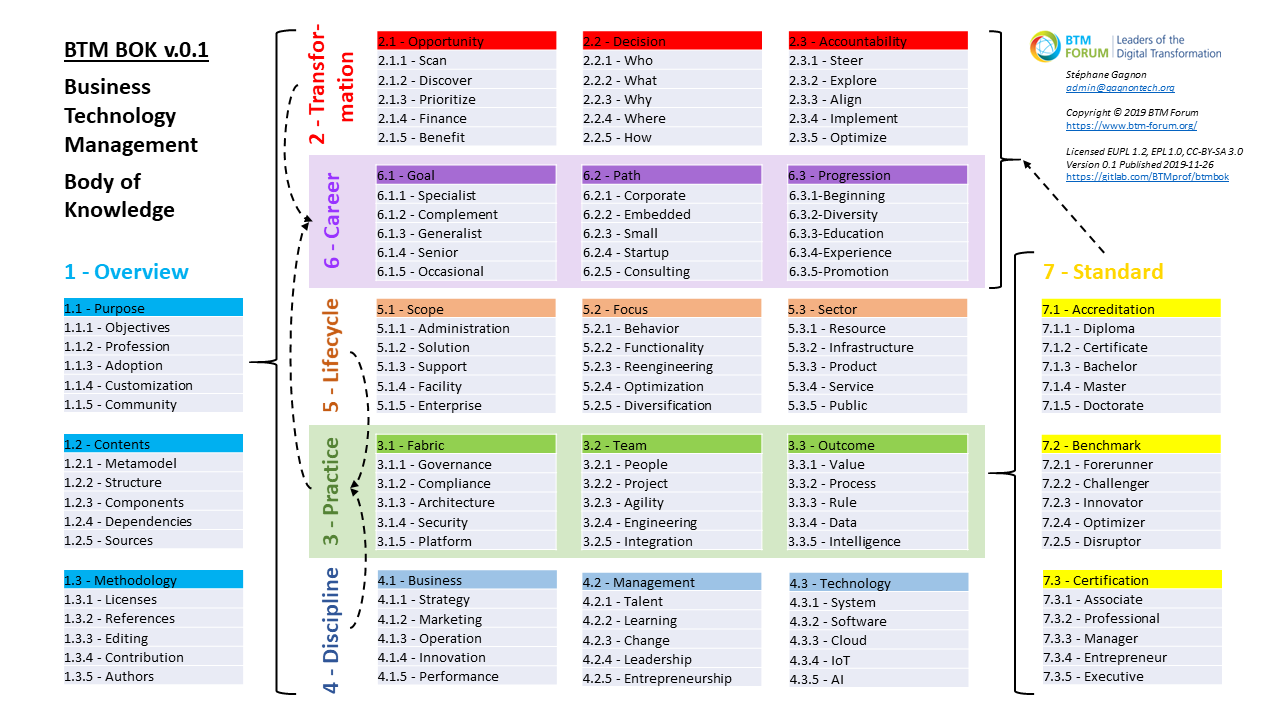 BTM BOK v.0.1
Business
Technology
Management
Body of
Knowledge
1 - Overview
1.1 - Purpose
1.1.1 - Objectives
1.1.2 - Profession
1.1.3 - Adoption
1.1.4 - Customization
1.1.5 - Community
1.2 - Contents
1.2.1 - Metamodel
1.2.2 - Structure
1.2.3 - Components
1.2.4 - Dependencies
1.2.5 - Sources
1.3 - Methodology
1.3.1 - Licenses
1.3.2 - References
1.3.3 - Editing
1.3.4 - Contribution
1.3.5 - Authors
2 - Transfor-
mation
2.1 - Opportunity
2.1.1 - Scan
2.1.2 - Discover
2.1.3 - Prioritize
2.1.4 - Finance
2.1.5 - Benefit
2.2 - Decision
2.2.1 - Who
2.2.2 - What
2.2.3 - Why
2.2.4 - Where
2.2.5 - How
2.3 - Accountability
2.3.1 - Steer
2.3.2 - Explore
2.3.3 - Align
2.3.4 - Implement
2.3.5 - Optimize
6 - Career
6.1 - Goal
6.1.1 - Specialist
6.1.2 - Complement
6.1.3 - Generalist
6.1.4 - Senior
6.1.5 - Occasional
6.2 - Path
6.2.1 - Corporate
6.2.2 - Embedded
6.2.3 - Small
6.2.4 - Startup
6.2.5 - Consulting
6.3 - Progression
6.3.1-Beginning
6.3.2-Diversity
6.3.3-Education
6.3.4-Experience
6.3.5-Promotion
5 - Lifecycle
5.1 - Scope
5.1.1 - Administration
5.1.2 - Solution
5.1.3 - Support
5.1.4 - Facility
5.1.5 - Enterprise
5.2 - Focus
5.2.1 - Behavior
5.2.2 - Functionality
5.2.3 - Reengineering
5.2.4 - Optimization
5.2.5 - Diversification
5.3 - Sector
5.3.1 - Resource
5.3.2 - Infrastructure
5.3.3 - Product
5.3.4 - Service
5.3.5 - Public
3 - Practice
3.1 - Fabric
3.1.1 - Governance
3.1.2 - Compliance
3.1.3 - Architecture
3.1.4 - Security
3.1.5 - Platform
3.2 - Team
3.2.1 - People
3.2.2 - Project
3.2.3 - Agility
3.2.4 - Engineering
3.2.5 - Integration
3.3 - Outcome
3.3.1 - Value
3.3.2 - Process
3.3.3 - Rule
3.3.4 - Data
3.3.5 - Intelligence
4 - Discipline
4.1 - Business
4.1.1 - Strategy
4.1.2 - Marketing
4.1.3 - Operation
4.1.4 - Innovation
4.1.5 - Performance
4.2 - Management
4.2.1 - Talent
4.2.2 - Learning
4.2.3 - Change
4.2.4 - Leadership
4.2.5 - Entrepreneurship
4.3 - Technology
4.3.1 - System
4.3.2 - Software
4.3.3 - Cloud
4.3.4 - IoT
4.3.5 - AI
BTM
FORUM
Leaders of the
Digital Transformation
Stéphane Gagnon
admin@gagnontech.org
Copyright © 2019 BTM Forum
https://www.btm-forum.org/
Licensed EUPL 1.2, EPL 1.0, CC-BY-SA 3.0
Version 0.1 Published 2019-11-26
https://gitlab.com/BTMprof/btmbok
7 - Standard
7.1 - Accreditation
7.1.1 - Diploma
7.1.2 - Certificate
7.1.3 - Bachelor
7.1.4 - Master
7.1.5 - Doctorate
7.2 - Benchmark
7.2.1 - Forerunner
7.2.2 - Challenger
7.2.3 - Innovator
7.2.4 - Optimizer
7.2.5 - Disruptor
7.3 - Certification
7.3.1 - Associate
7.3.2 - Professional
7.3.3 - Manager
7.3.4 - Entrepreneur
7.3.5 - Executive